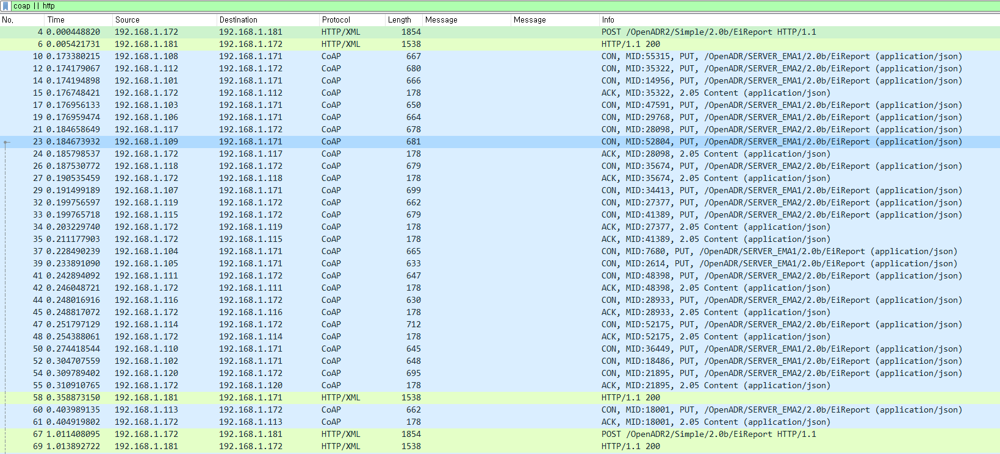 coap || http
No. Time Source Destination Protocol Length Message Message Info
4 0.000448820 192.168.1.172 192.168.1.181 HTTP/XML 1854 POST /OpenADR2/Simple/2.0b/EiReport HTTP/1.1
6 0.005421731 192.168.1.181 192.168.1.172 HTTP/XML 1538 HTTP/1.1 200
10 0.173380215 192.168.1.108 192.168.1.171 CoAP 667 CON, MID:55315, PUT, /OpenADR/SERVER_EMA1/2.0b/EiReport (application/json)
12 0.174179067 192.168.1.112 192.168.1.172 CoAP 680 CON, MID:35322, PUT, /OpenADR/SERVER_EMA2/2.0b/EiReport (application/json)
14 0.174194898 192.168.1.101 192.168.1.171 CoAP 666 CON, MID:14956, PUT, /OpenADR/SERVER_EMA1/2.0b/EiReport (application/json)
15 0.176748421 192.168.1.172 192.168.1.112 CoAP 178 ACK, MID:35322, 2.05 Content (application/json)
17 0.176956133 192.168.1.103 192.168.1.171 CoAP 650 CON, MID:47591, PUT, /OpenADR/SERVER_EMA1/2.0b/EiReport (application/json)
19 0.176959474 192.168.1.106 192.168.1.171 CoAP 664 CON, MID:29768, PUT, /OpenADR/SERVER_EMA1/2.0b/EiReport (application/json)
21 0.184658649 192.168.1.117 192.168.1.172 CoAP 678 CON, MID:28098, PUT, /OpenADR/SERVER_EMA2/2.0b/EiReport (application/json)
23 0.184673932 192.168.1.109 192.168.1.171 CoAP 681 CON, MID:52804, PUT, /OpenADR/SERVER_EMA1/2.0b/EiReport (application/json)
24 0.185798537 192.168.1.172 192.168.1.117 CoAP 178 ACK, MID:28098, 2.05 Content (application/json)
26 0.187530772 192.168.1.118 192.168.1.172 CoAP 679 CON, MID:35674, PUT, /OpenADR/SERVER_EMA2/2.0b/EiReport (application/json)
27 0.190535459 192.168.1.172 192.168.1.118 CoAP 178 ACK, MID:35674, 2.05 Content (application/json)
29 0.191499189 192.168.1.107 192.168.1.171 CoAP 699 CON, MID:34413, PUT, /OpenADR/SERVER_EMA1/2.0b/EiReport (application/json)
32 0.199756597 192.168.1.119 192.168.1.172 CoAP 662 CON, MID:27377, PUT, /OpenADR/SERVER_EMA2/2.0b/EiReport (application/json)
33 0.199765718 192.168.1.115 192.168.1.172 CoAP 679 CON, MID:41389, PUT, /OpenADR/SERVER_EMA2/2.0b/EiReport (application/json)
34 0.203229740 192.168.1.172 192.168.1.119 CoAP 178 ACK, MID:27377, 2.05 Content (application/json)
35 0.211177903 192.168.1.172 192.168.1.115 CoAP 178 ACK, MID:41389, 2.05 Content (application/json)
37 0.228490239 192.168.1.104 192.168.1.171 CoAP 665 CON, MID:7680, PUT, /OpenADR/SERVER_EMA1/2.0b/EiReport (application/json)
39 0.233891090 192.168.1.105 192.168.1.171 CoAP 633 CON, MID:2614, PUT, /OpenADR/SERVER_EMA1/2.0b/EiReport (application/json)
41 0.242894092 192.168.1.111 192.168.1.172 CoAP 647 CON, MID:48398, PUT, /OpenADR/SERVER_EMA2/2.0b/EiReport (application/json)
42 0.246048721 192.168.1.172 192.168.1.111 CoAP 178 ACK, MID:48398, 2.05 Content (application/json)
44 0.248016916 192.168.1.116 192.168.1.172 CoAP 630 CON, MID:28933, PUT, /OpenADR/SERVER_EMA2/2.0b/EiReport (application/json)
45 0.248817072 192.168.1.172 192.168.1.116 CoAP 178 ACK, MID:28933, 2.05 Content (application/json)
47 0.251797129 192.168.1.114 192.168.1.172 CoAP 712 CON, MID:52175, PUT, /OpenADR/SERVER_EMA2/2.0b/EiReport (application/json)
48 0.254388061 192.168.1.172 192.168.1.114 CoAP 178 ACK, MID:52175, 2.05 Content (application/json)
50 0.274418544 192.168.1.110 192.168.1.171 CoAP 645 CON, MID:36449, PUT, /OpenADR/SERVER_EMA1/2.0b/EiReport (application/json)
52 0.304707559 192.168.1.102 192.168.1.171 CoAP 648 CON, MID:18486, PUT, /OpenADR/SERVER_EMA1/2.0b/EiReport (application/json)
54 0.309789402 192.168.1.120 192.168.1.172 CoAP 695 CON, MID:21895, PUT, /OpenADR/SERVER_EMA2/2.0b/EiReport (application/json)
55 0.310910765 192.168.1.172 192.168.1.120 CoAP 178 ACK, MID:21895, 2.05 Content (application/json)
58 0.358873150 192.168.1.181 192.168.1.171 HTTP/XML 1538 HTTP/1.1 200
60 0.403989135 192.168.1.113 192.168.1.172 CoAP 662 CON, MID:18001, PUT, /OpenADR/SERVER_EMA2/2.0b/EiReport (application/json)
61 0.404919802 192.168.1.172 192.168.1.113 CoAP 178 ACK, MID:18001, 2.05 Content (application/json)
67 1.011408095 192.168.1.172 192.168.1.181 HTTP/XML 1854 POST /OpenADR2/Simple/2.0b/EiReport HTTP/1.1
69 1.013892722 192.168.1.181 192.168.1.172 HTTP/XML 1538 HTTP/1.1 200